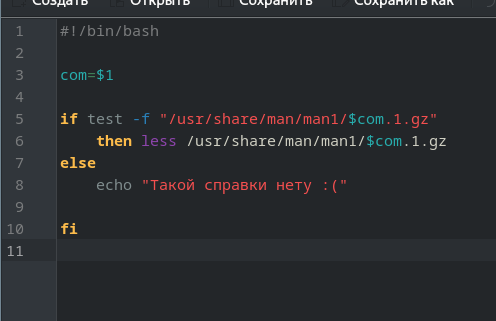 Создать Открыть Сохранить Сохранить как
1 #!/bin/bash
2
3 com=$1
4
5 if test -f "/usr/share/man/man1/$com.1.gz"
6 then less /usr/share/man/man1/$com.1.gz
7 else
8 echo "Такой справки нету :("
9
10 fi
11